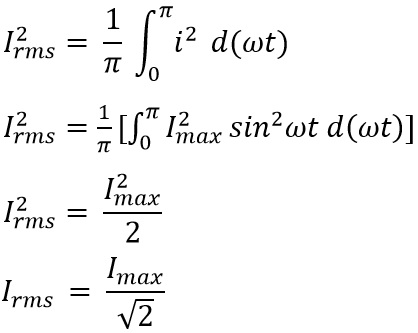 I²ᵣₘₛ = 1/π ∫₀^π i² d(ωt)
I²ᵣₘₛ = 1/π [∫₀^π I²ₘₐₓ sin²ωt d(ωt)]
I²ᵣₘₛ = I²ₘₐₓ/2
Iᵣₘₛ = Iₘₐₓ/√2